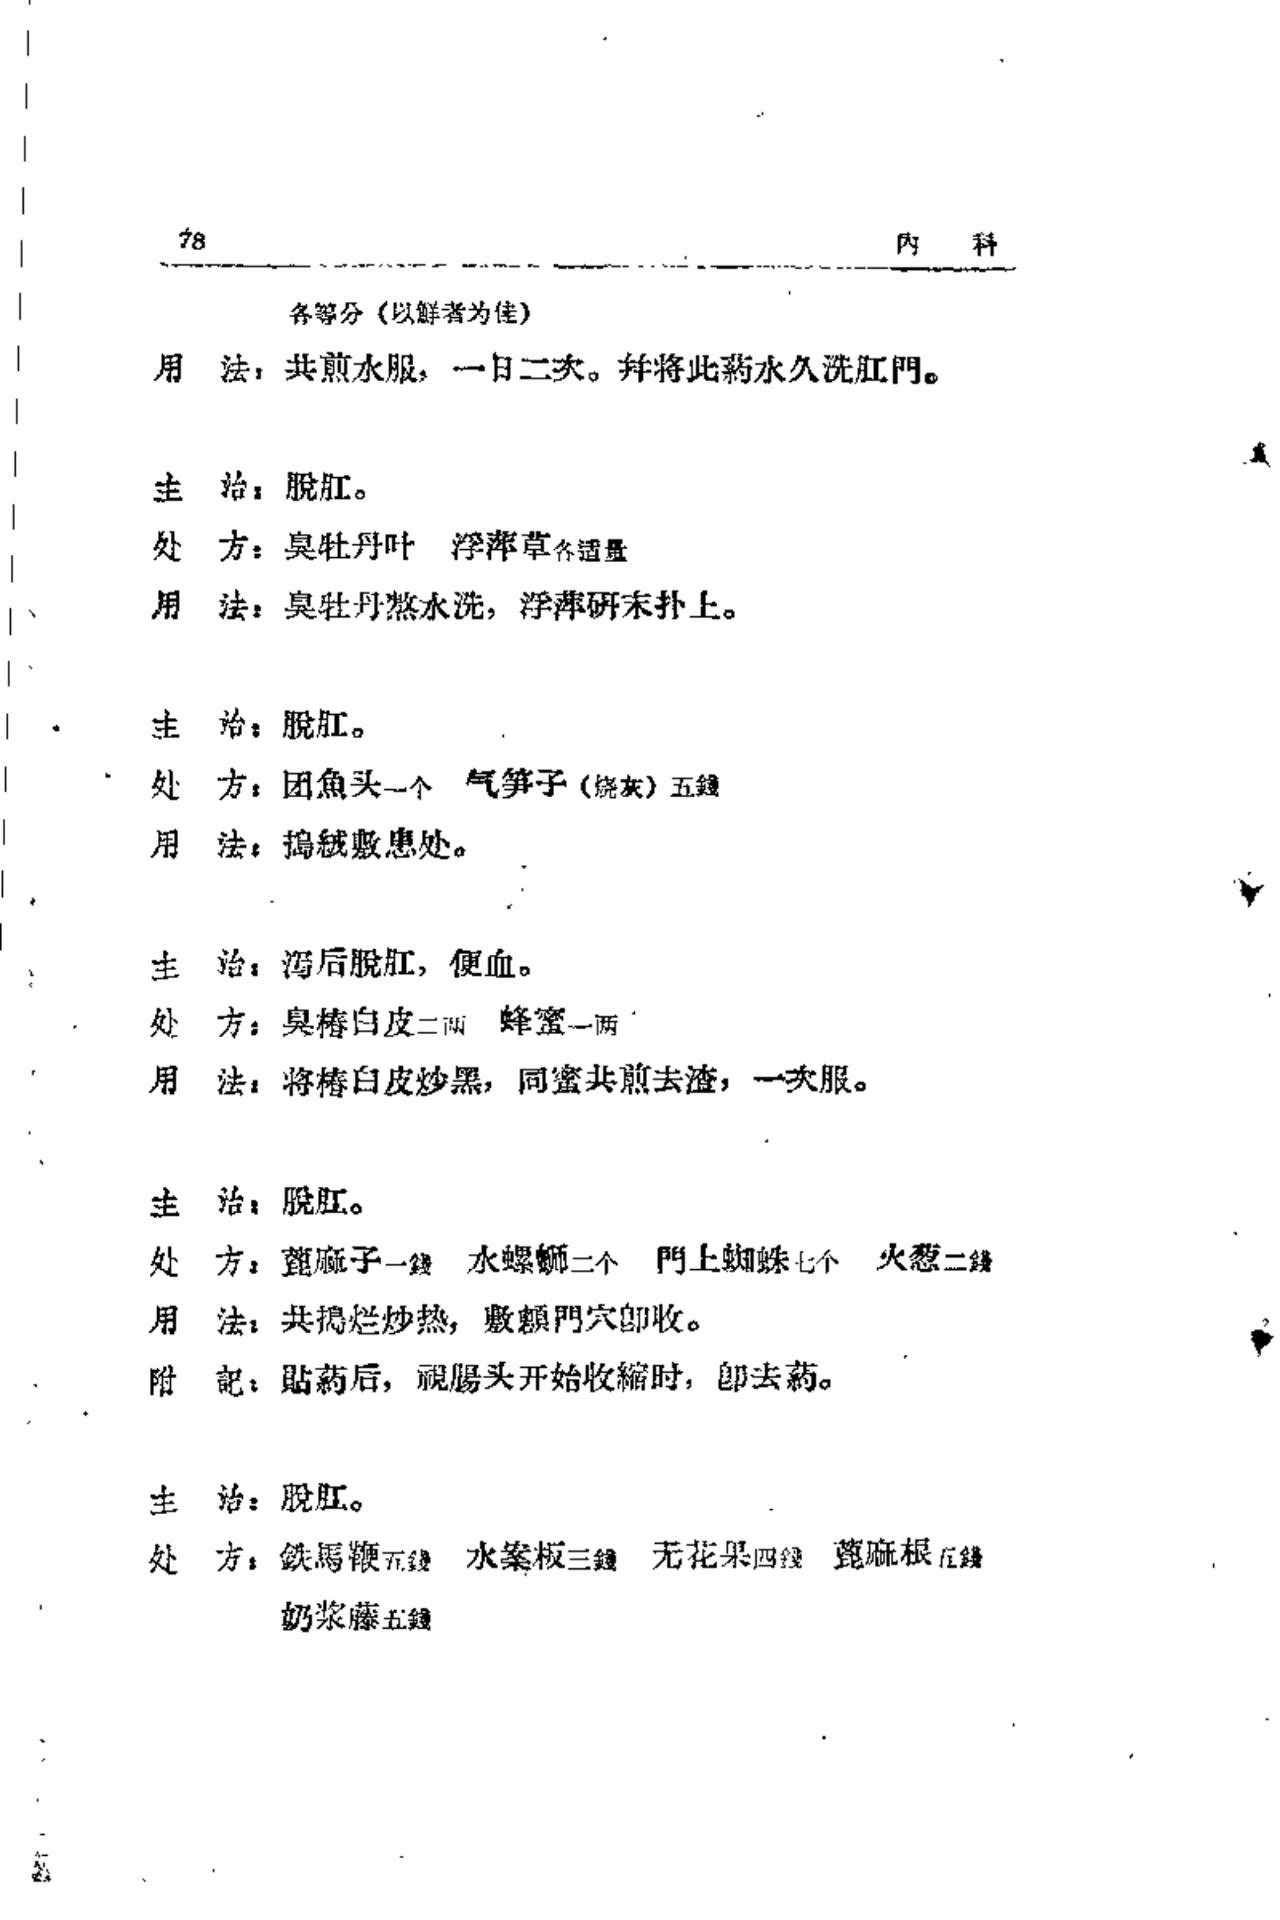 78 内 科
各等分（以鮮者为佳）
用 法：共煎水服，一日二次。幷将此葯水久洗肛門。
主 治：脫肛。
处 方：臭牡丹叶 浮萍草各适量
用 法：臭牡丹熬水洗，浮萍研末扑上。
主 治：脫肛。
处 方：团魚头一个 气笋子（烧灰）五錢
用 法：搗絨敷患处。
主 治：泻后脫肛，便血。
处 方：臭椿白皮二两 蜂蜜一两
用 法：将椿白皮炒黑，同蜜共煎去渣，一次服。
主 治：脫肛。
处 方：蓖麻子一錢 水螺螄二个 門上蜘蛛七个 火葱二錢
用 法：共搗烂炒热，敷顖門穴卽收。
附 記：貼葯后，視腸头开始收縮时，卽去葯。
主 治：脫肛。
处 方：鉄馬鞭五錢 水案板三錢 无花果四錢 蓖麻根五錢
奶浆藤五錢